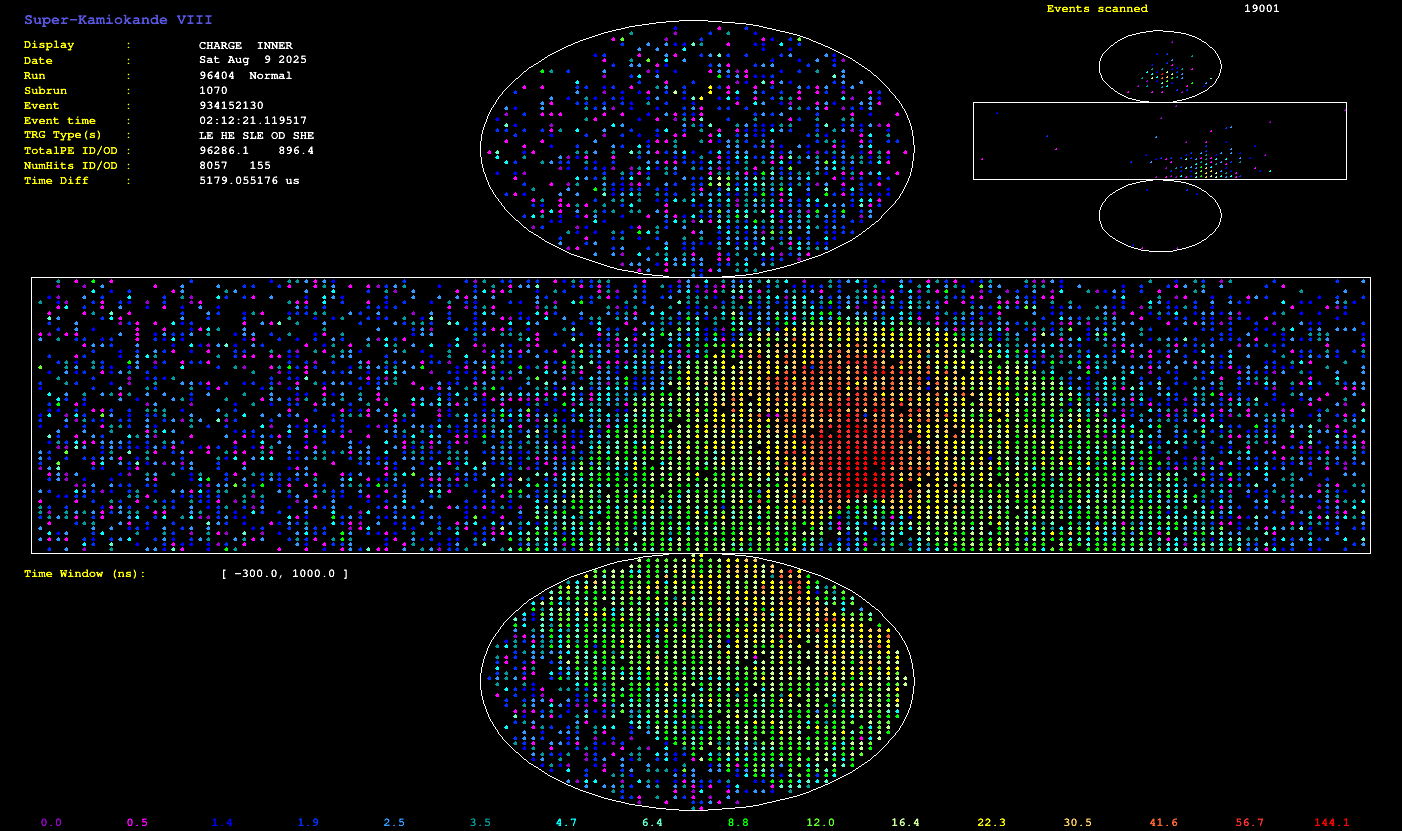 Super-Kamiokande VIII
Events scanned 19001
Display : CHARGE INNER
Date : Sat Aug 9 2025
Run : 96404 Normal
Subrun : 1070
Event : 934152130
Event time : 02:12:21.119517
TRG Type(s) : LE HE SLE OD SHE
TotalPE ID/OD : 96286.1 896.4
NumHits ID/OD : 8057 155
Time Diff : 5179.055176 us
Time Window (ns): [ -300.0, 1000.0 ]
0.0 0.5 1.4 1.9 2.5 3.5 4.7 6.4 8.8 12.0 16.4 22.3 30.5 41.6 56.7 144.1